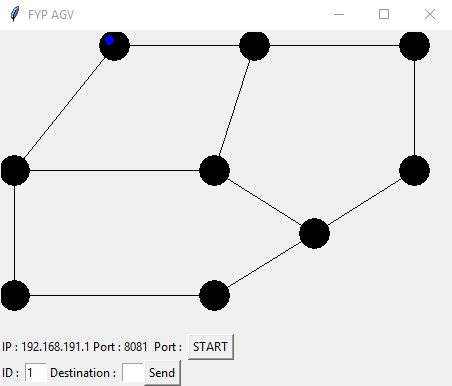 FYP AGV
IP : 192.168.191.1 Port : 8081 Port : START
ID : 1 Destination : Send